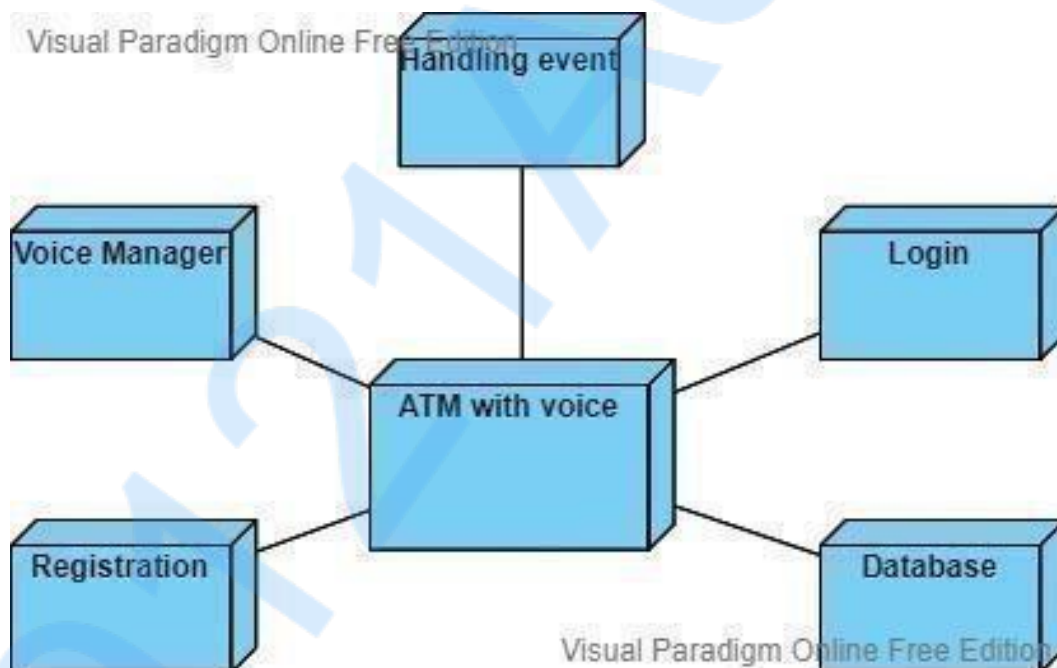 Visual Paradigm Online Free Edition
Handling event
Voice Manager
Login
ATM with voice
Registration
Database
Visual Paradigm Online Free Edition